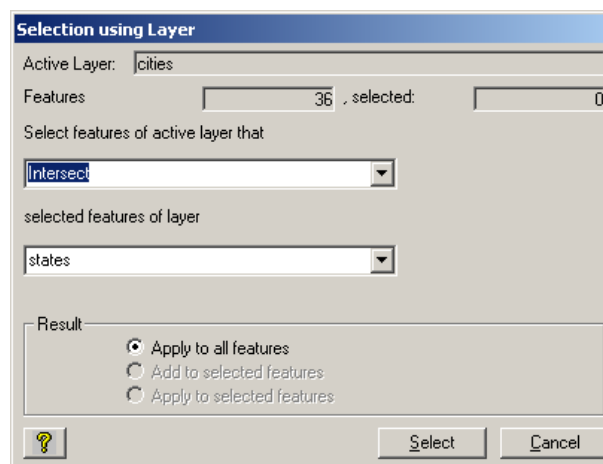 Selection using Layer
Active Layer: cities
Features 36 , selected: 0
Select features of active layer that
Intersect
selected features of layer
states
Result
Apply to all features
Add to selected features
Apply to selected features
? Select Cancel